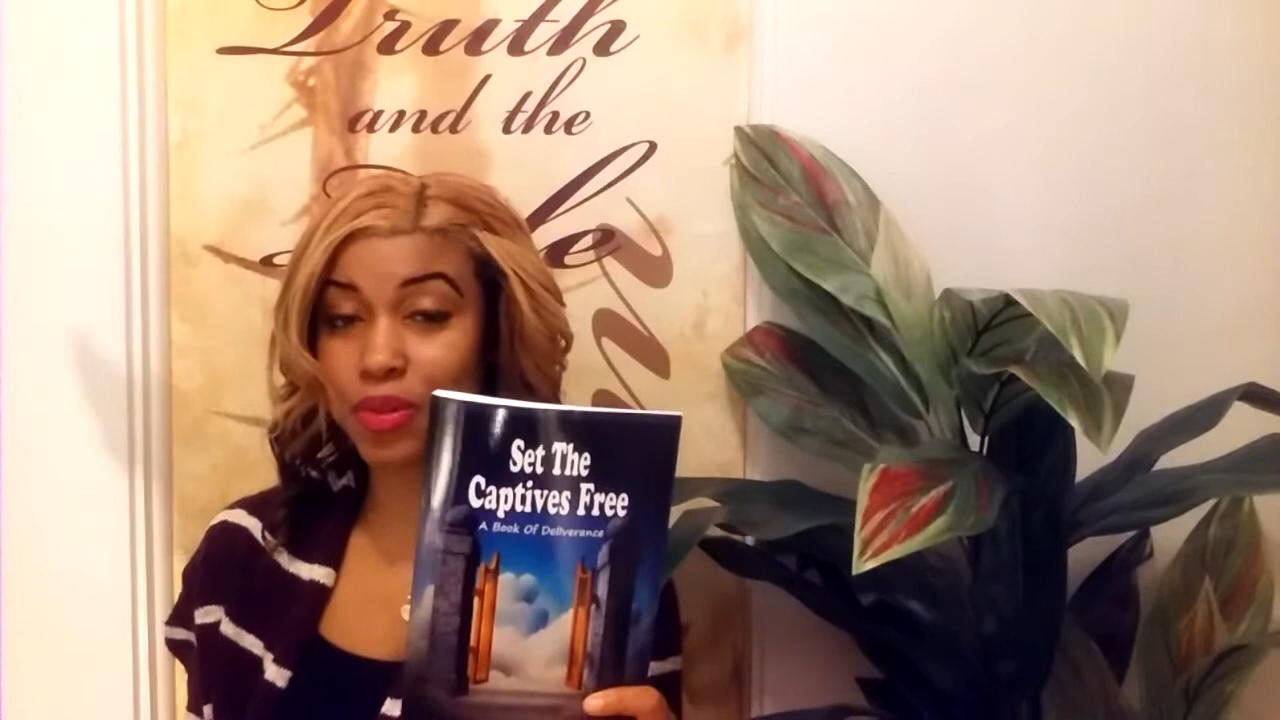 Truth
and the
Set The
Captives Free
A Book Of Deliverance